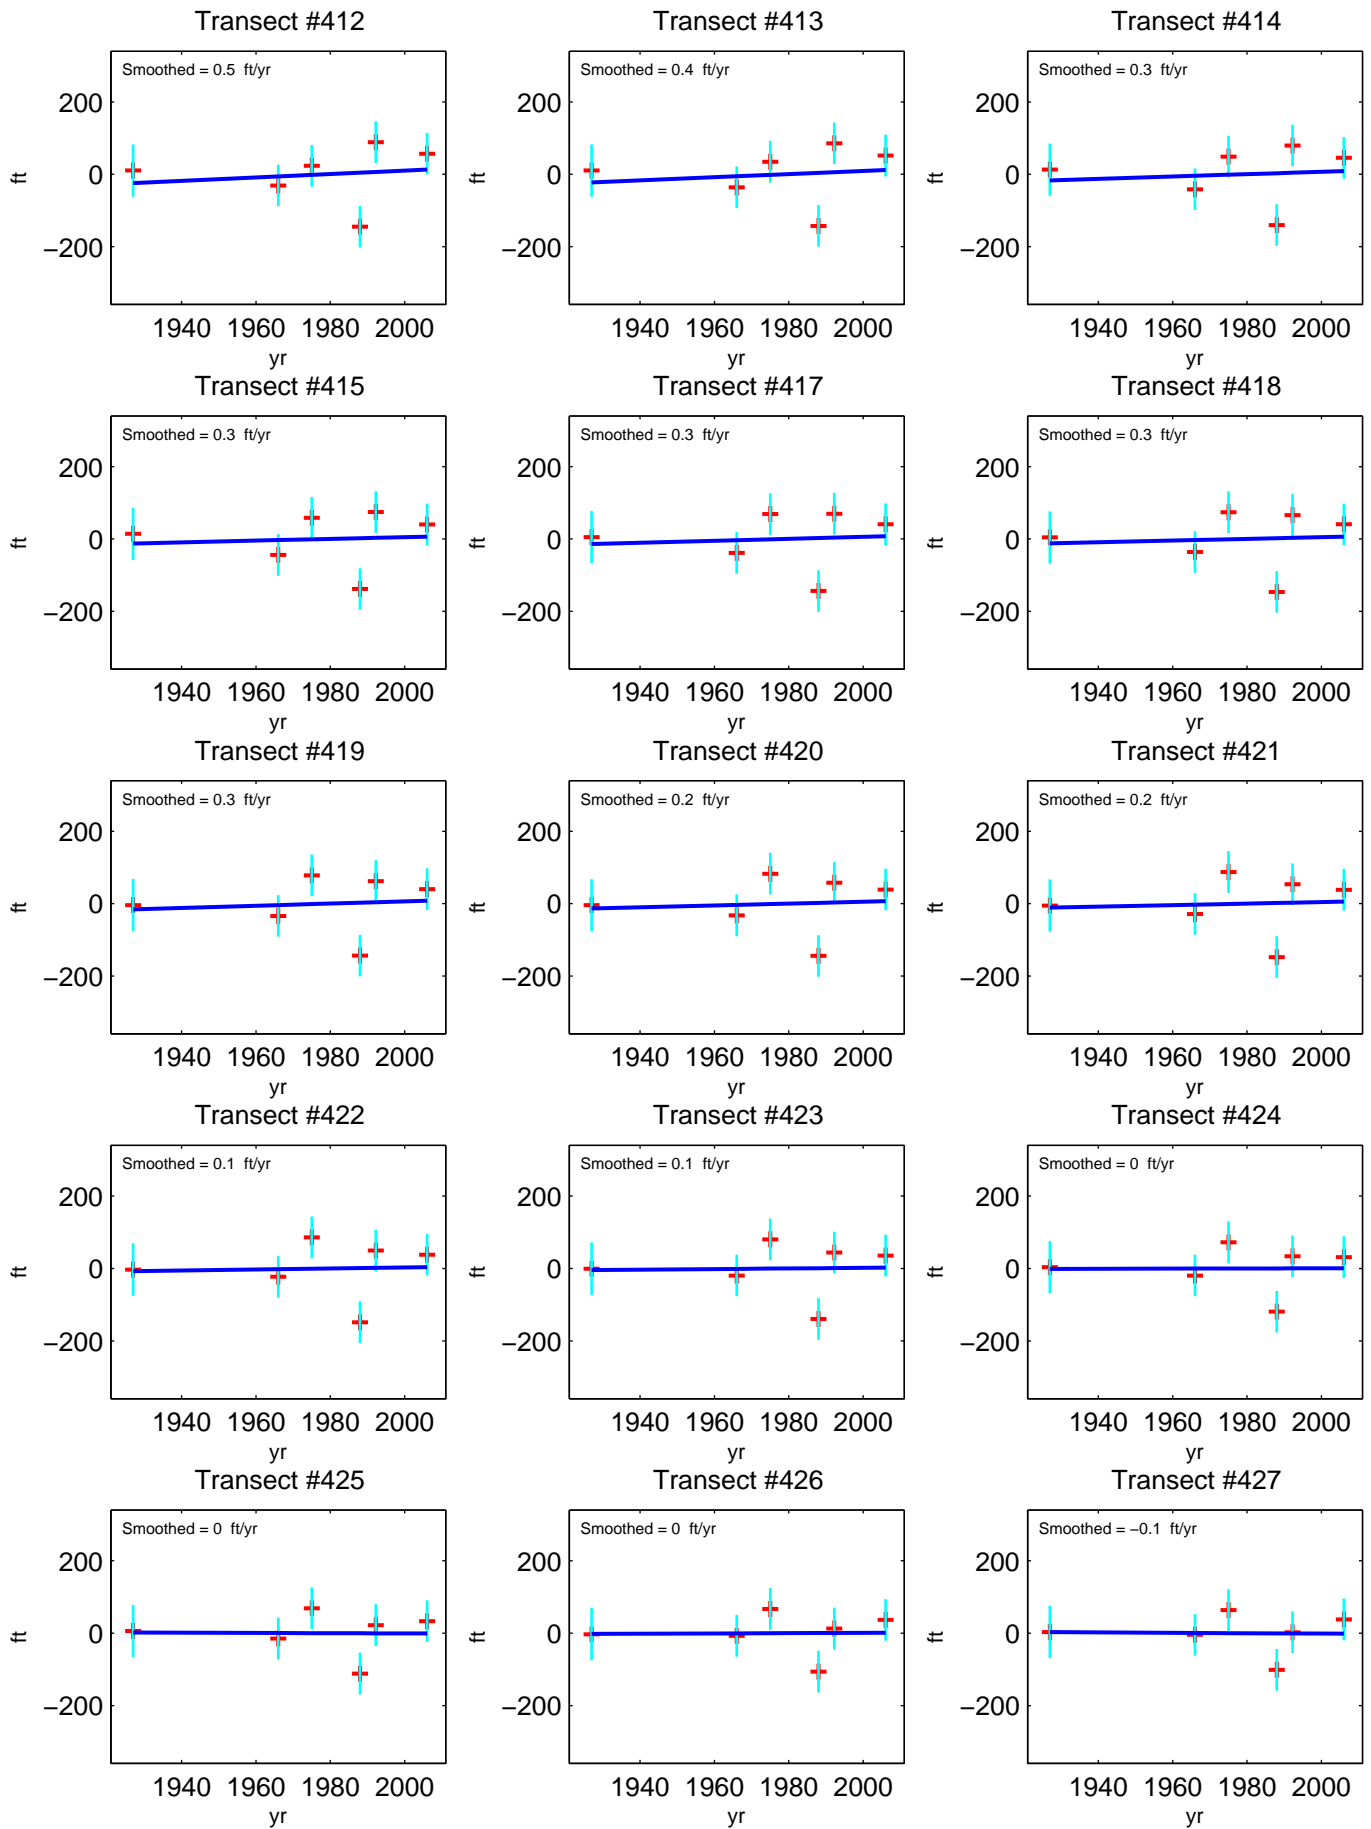 Transect #412
Transect #413
Transect #414
Smoothed = 0.5 ft/yr
Smoothed = 0.4 ft/yr
Smoothed = 0.3 ft/yr
200
0
−200
ft
200
0
−200
ft
200
0
−200
ft
1940 1960 1980 2000
1940 1960 1980 2000
1940 1960 1980 2000
yr
yr
yr
Transect #415
Transect #417
Transect #418
Smoothed = 0.3 ft/yr
Smoothed = 0.3 ft/yr
Smoothed = 0.3 ft/yr
200
0
−200
ft
200
0
−200
ft
200
0
−200
ft
1940 1960 1980 2000
1940 1960 1980 2000
1940 1960 1980 2000
yr
yr
yr
Transect #419
Transect #420
Transect #421
Smoothed = 0.3 ft/yr
Smoothed = 0.2 ft/yr
Smoothed = 0.2 ft/yr
200
0
−200
ft
200
0
−200
ft
200
0
−200
ft
1940 1960 1980 2000
1940 1960 1980 2000
1940 1960 1980 2000
yr
yr
yr
Transect #422
Transect #423
Transect #424
Smoothed = 0.1 ft/yr
Smoothed = 0.1 ft/yr
Smoothed = 0 ft/yr
200
0
−200
ft
200
0
−200
ft
200
0
−200
ft
1940 1960 1980 2000
1940 1960 1980 2000
1940 1960 1980 2000
yr
yr
yr
Transect #425
Transect #426
Transect #427
Smoothed = 0 ft/yr
Smoothed = 0 ft/yr
Smoothed = −0.1 ft/yr
200
0
−200
ft
200
0
−200
ft
200
0
−200
ft
1940 1960 1980 2000
1940 1960 1980 2000
1940 1960 1980 2000
yr
yr
yr